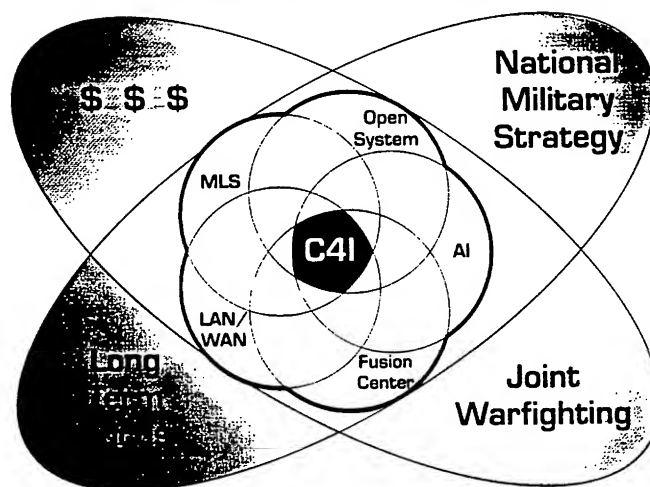 $ $ $
National
Military
Strategy
Open
System
MLS
C4I
AI
LAN/
WAN
Fusion
Center
Long
Joint
Warfighting